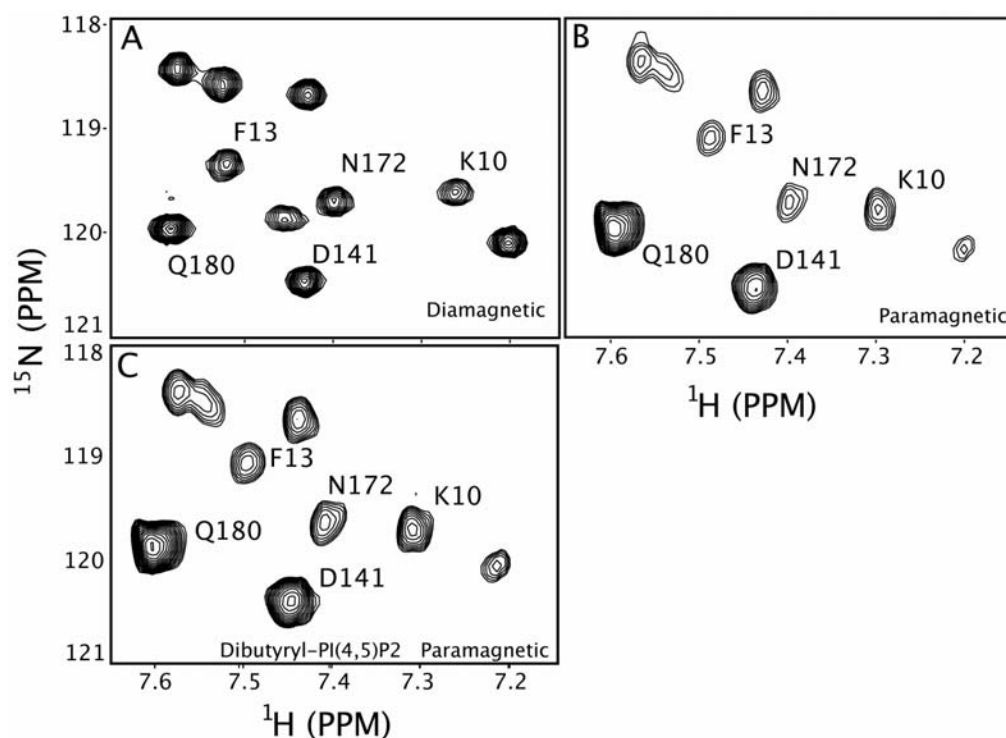 A
118
119
120
121
F13
N172
K10
Q180
D141
Diamagnetic
B
F13
N172
K10
Q180
D141
Paramagnetic
7.6 7.5 7.4 7.3 7.2
¹H (PPM)
¹⁵N (PPM)
C
118
119
120
121
F13
N172
K10
Q180
D141
Dibutyryl-PI(4,5)P2 Paramagnetic
7.6 7.5 7.4 7.3 7.2
¹H (PPM)